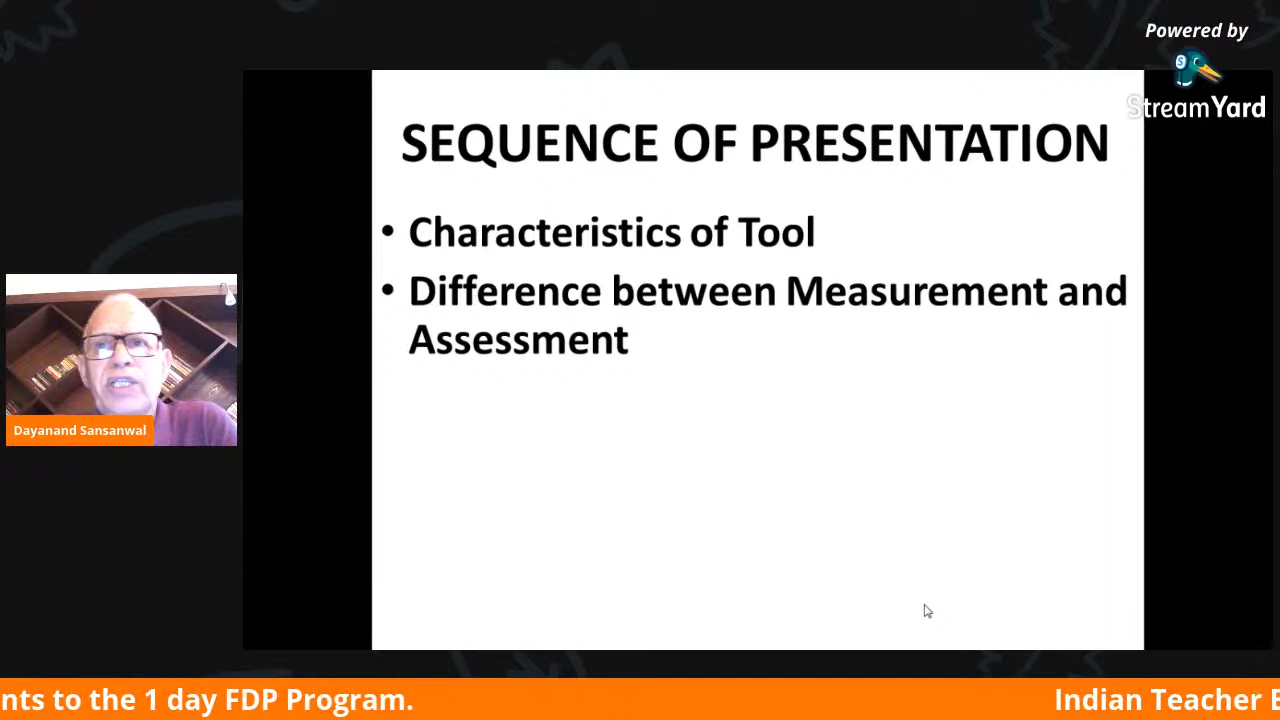 Powered by
StreamYard
SEQUENCE OF PRESENTATION
• Characteristics of Tool
• Difference between Measurement and
Assessment
Dayanand Sansanwal
nts to the 1 day FDP Program.
Indian Teacher E